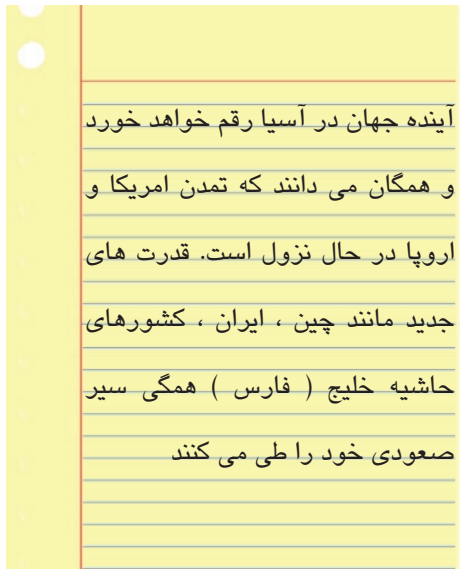 آینده جهان در آسیا رقم خواهد خورد
و همگان می دانند که تمدن امریکا و
اروپا در حال نزول است. قدرت های
جدید مانند چین ، ایران ، کشورهای
حاشیه خلیج ( فارس ) همگی سیر
صعودی خود را طی می کنند